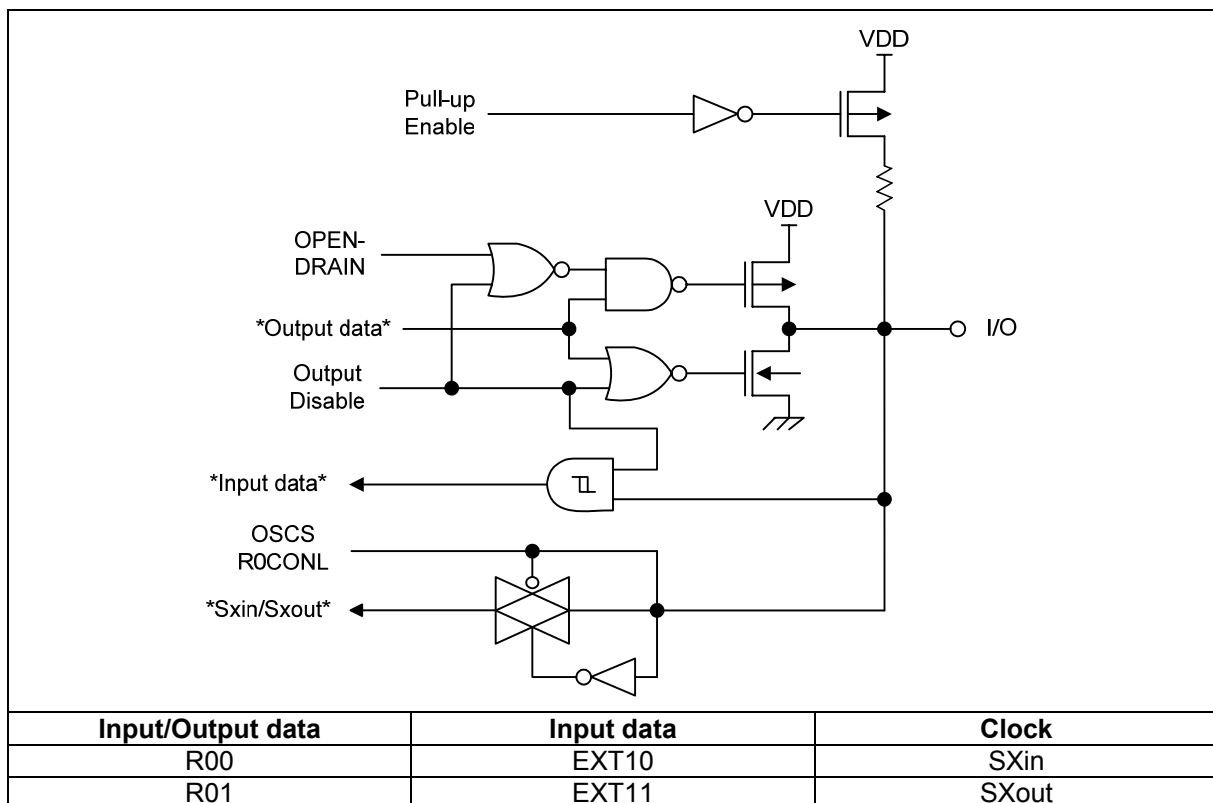 VDD
Pull-up
Enable
VDD
OPEN-
DRAIN
*Output data*
I/O
Output
Disable
*Input data*
OSCS
R0CONL
*Sxin/Sxout*
Input/Output data Input data Clock
R00 EXT10 SXin
R01 EXT11 SXout